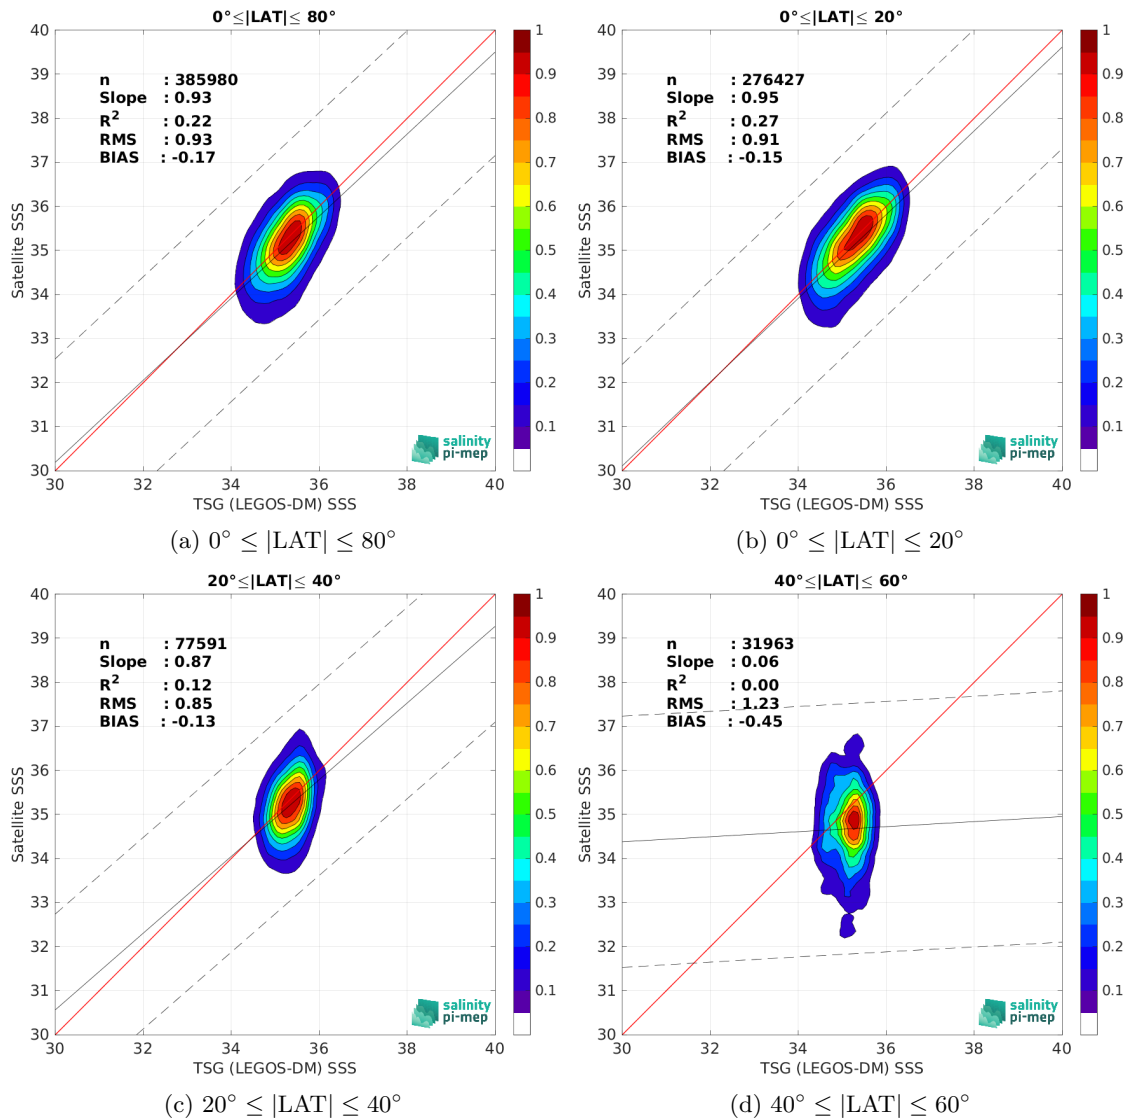 0°≤|LAT|≤ 80°
40
39
38
37
36
35
34
33
32
31
30
30
32
34
36
38
40
Satellite SSS
TSG (LEGOS-DM) SSS
n : 385980
Slope : 0.93
R² : 0.22
RMS : 0.93
BIAS : -0.17
1
0.9
0.8
0.7
0.6
0.5
0.4
0.3
0.2
0.1
salinity
pi-mep
(a) 0° ≤ |LAT| ≤ 80°
0°≤|LAT|≤ 20°
40
39
38
37
36
35
34
33
32
31
30
30
32
34
36
38
40
Satellite SSS
TSG (LEGOS-DM) SSS
n : 276427
Slope : 0.95
R² : 0.27
RMS : 0.91
BIAS : -0.15
1
0.9
0.8
0.7
0.6
0.5
0.4
0.3
0.2
0.1
salinity
pi-mep
(b) 0° ≤ |LAT| ≤ 20°
20°≤|LAT|≤ 40°
40
39
38
37
36
35
34
33
32
31
30
30
32
34
36
38
40
Satellite SSS
TSG (LEGOS-DM) SSS
n : 77591
Slope : 0.87
R² : 0.12
RMS : 0.85
BIAS : -0.13
1
0.9
0.8
0.7
0.6
0.5
0.4
0.3
0.2
0.1
salinity
pi-mep
(c) 20° ≤ |LAT| ≤ 40°
40°≤|LAT|≤ 60°
40
39
38
37
36
35
34
33
32
31
30
30
32
34
36
38
40
Satellite SSS
TSG (LEGOS-DM) SSS
n : 31963
Slope : 0.06
R² : 0.00
RMS : 1.23
BIAS : -0.45
1
0.9
0.8
0.7
0.6
0.5
0.4
0.3
0.2
0.1
salinity
pi-mep
(d) 40° ≤ |LAT| ≤ 60°